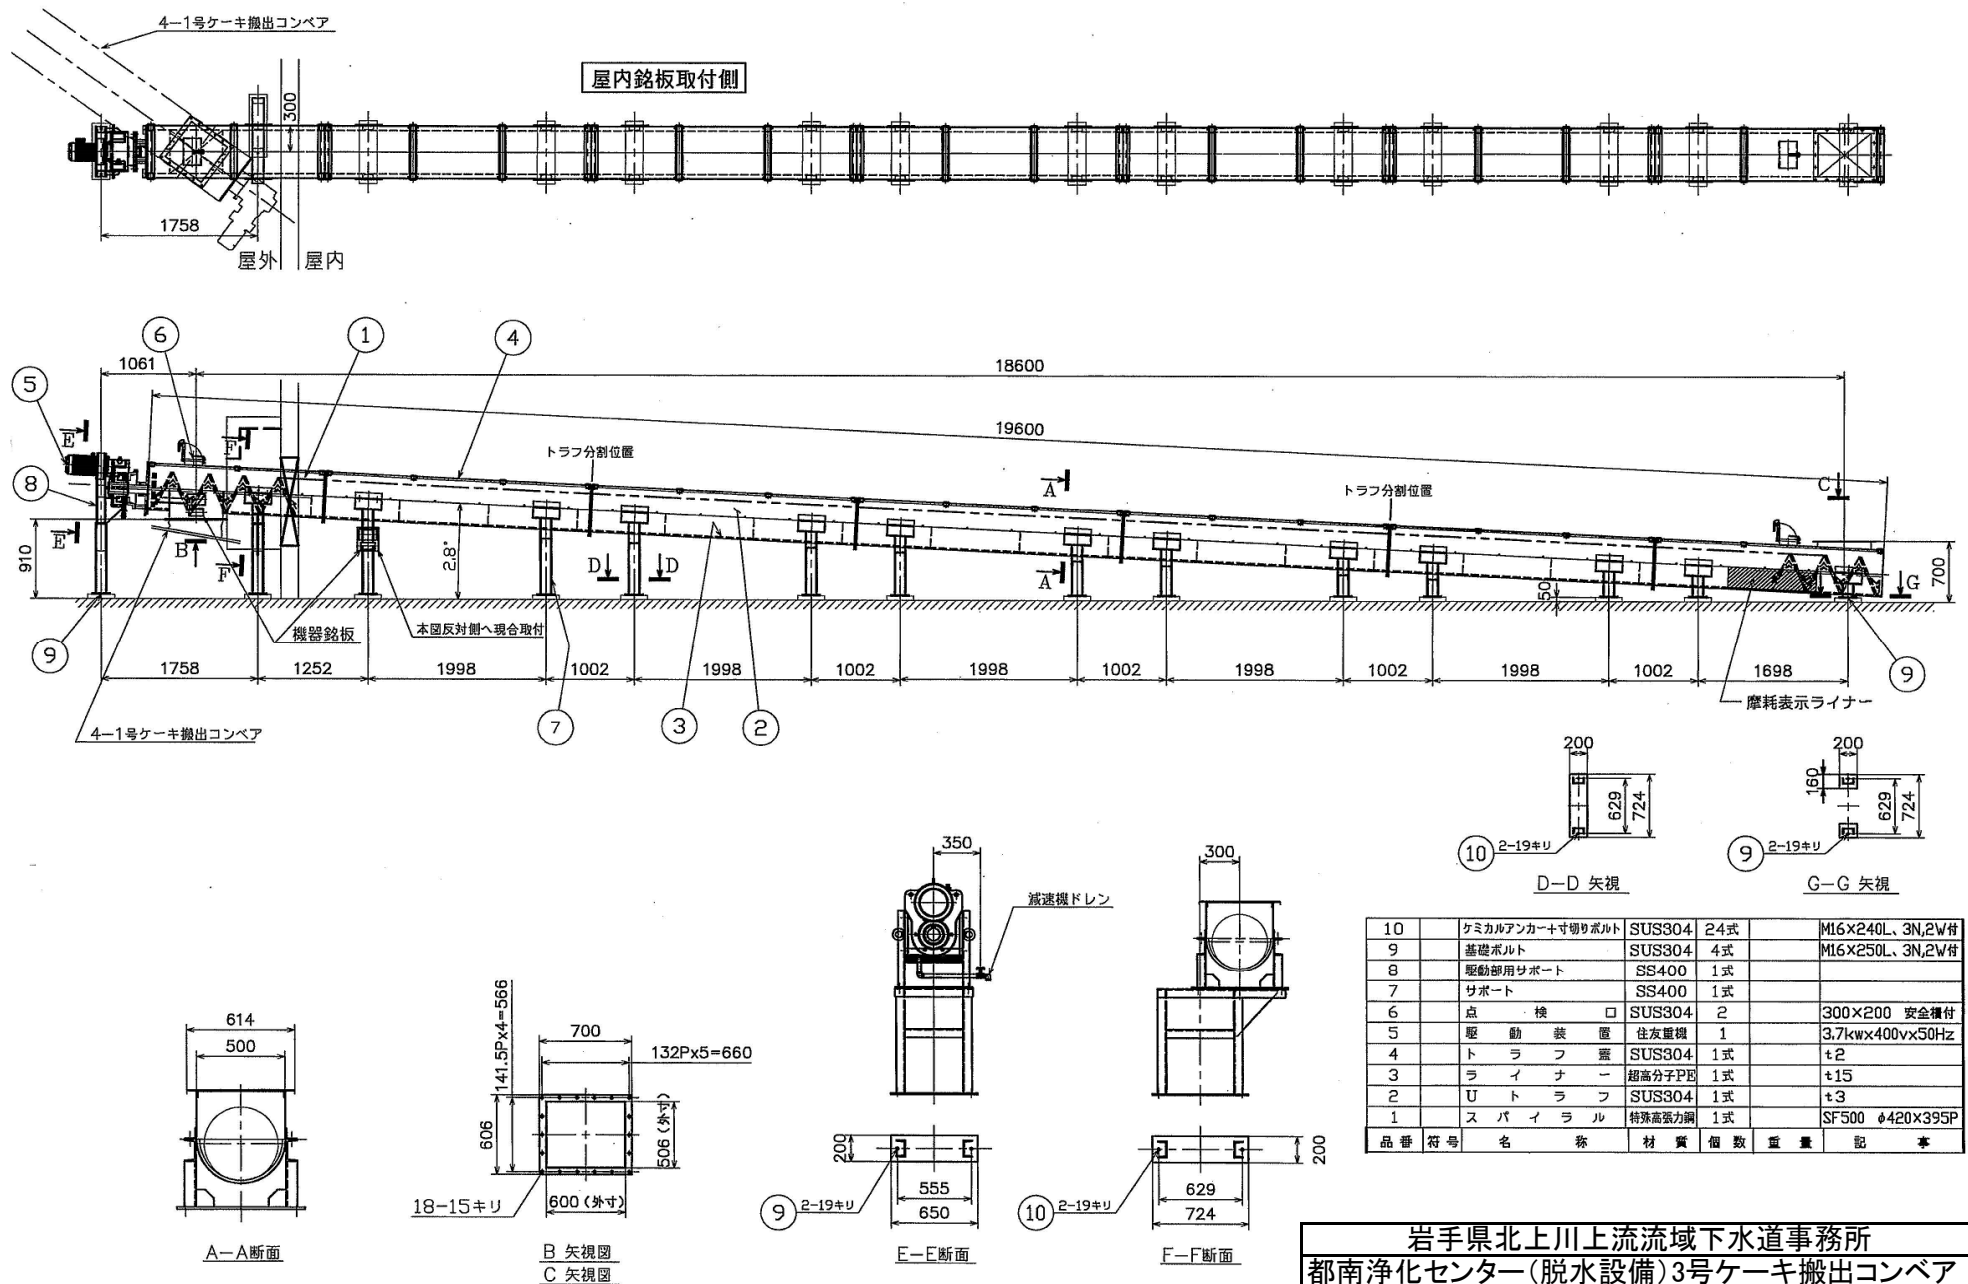 4-1号ケーキ搬出コンベア
屋内銘板取付側
300
1758
屋外 屋内
6
1
4
5
1061
18600
19600
E
F
トラフ分割位置
A
トラフ分割位置
C
8
E
B
F
910
2.8°
D D
A
50
G
700
機器銘板
本図反対側へ現合取付
9
1758
1252
1998
1002
1998
1002
1998
1002
1998
1002
1998
1002
1698
9
7
3
2
摩耗表示ライナー
4-1号ケーキ搬出コンベア
200
629
724
10 2-19キリ
D-D 矢視
200
160
629
724
9 2-19キリ
G-G 矢視
614
500
A-A断面
700
132Px5=660
141.5Px4=566
606
506(外寸)
600(外寸)
18-15キリ
B 矢視図
C 矢視図
350
減速機ドレン
200
9 2-19キリ
555
650
E-E断面
300
200
10 2-19キリ
629
724
F-F断面
10 ケミカルアンカー+寸切りボルト SUS304 24式 M16×240L、3N,2W付
9 基礎ボルト SUS304 4式 M16×250L、3N,2W付
8 駆動部用サポート SS400 1式
7 サポート SS400 1式
6 点検口 SUS304 2 300×200 安全柵付
5 駆動装置 住友重機 1 3.7kw×400v×50Hz
4 トラフ蓋 SUS304 1式 t2
3 ライナー 超高分子PE 1式 t15
2 Uトラフ SUS304 1式 t3
1 スパイラル 特殊高張力鋼 1式 SF500 φ420×395P
品番 符号 名称 材質 個数 重量 記事
岩手県北上川上流流域下水道事務所
都南浄化センター(脱水設備)3号ケーキ搬出コンベア